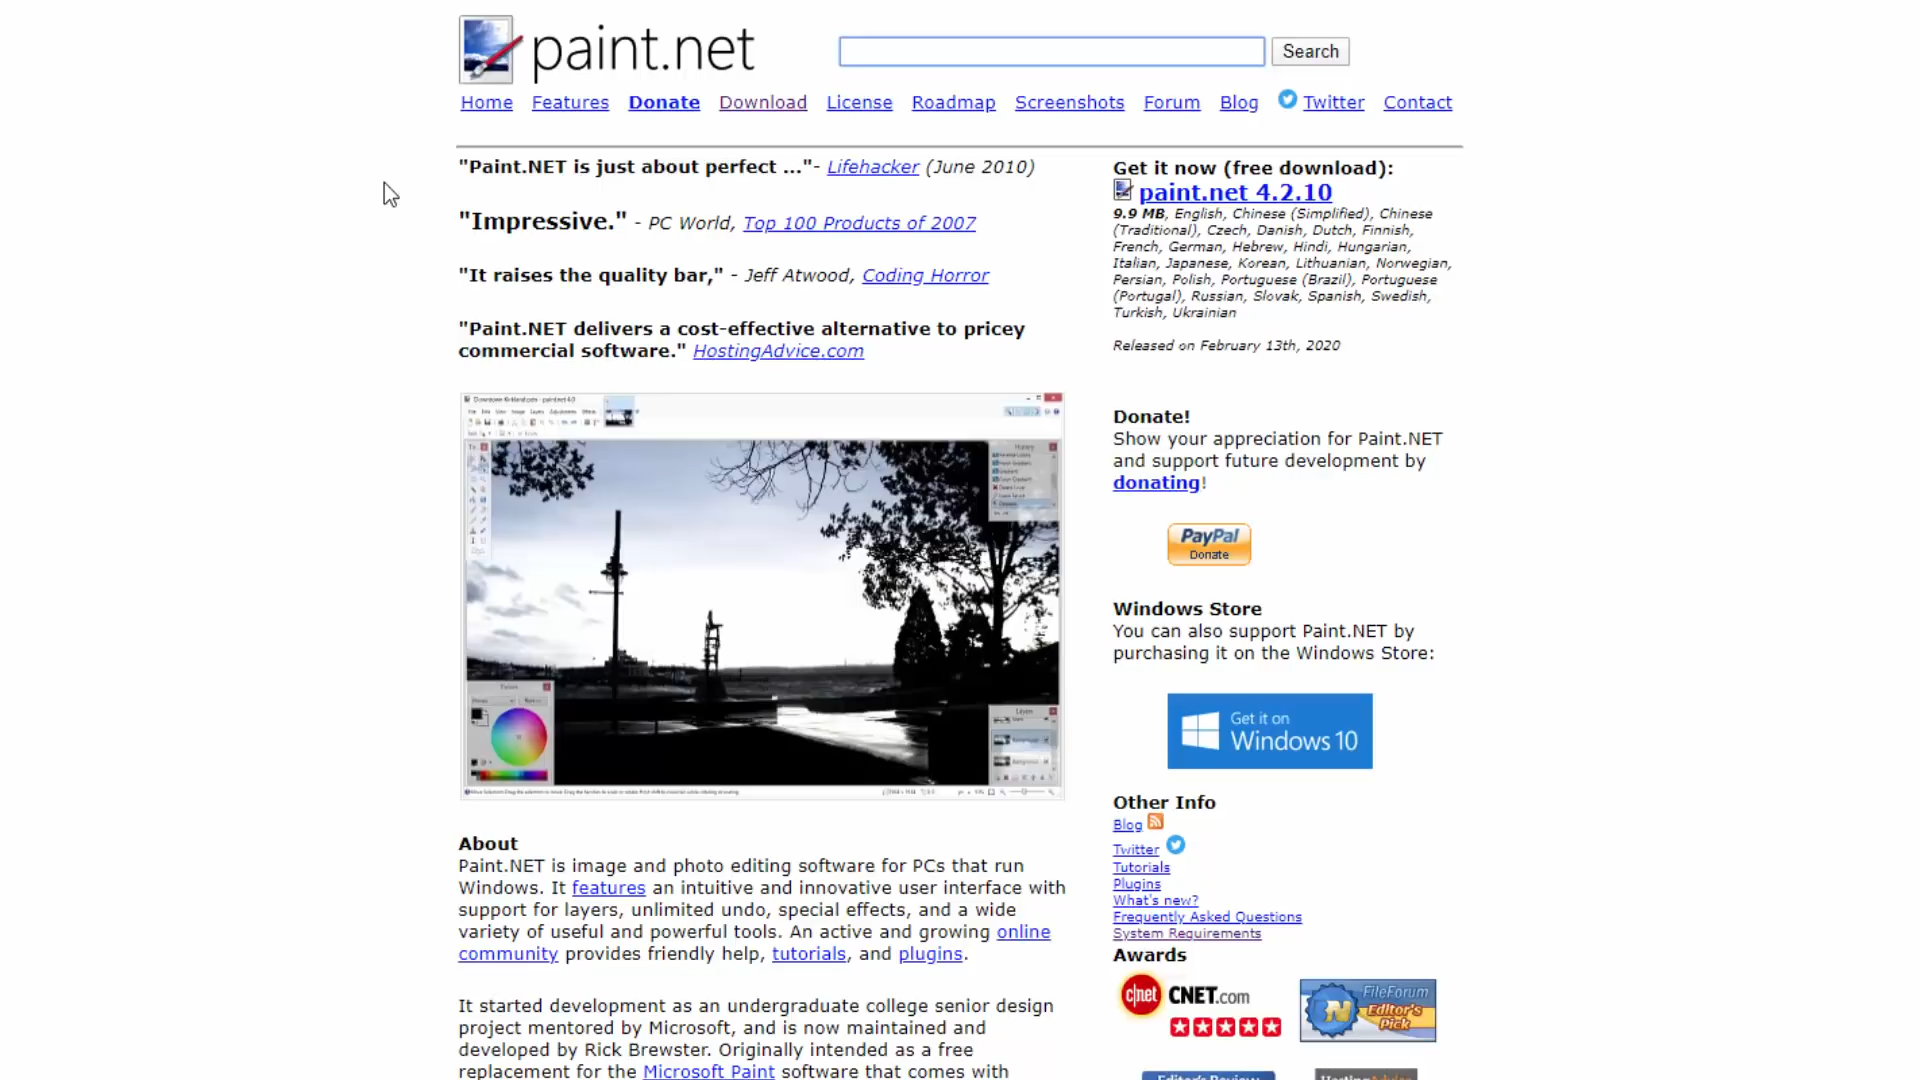 paint.net
Search
Home Features Donate Download License Roadmap Screenshots Forum Blog Twitter Contact
"Paint.NET is just about perfect ..."- Lifehacker (June 2010)
"Impressive." - PC World, Top 100 Products of 2007
"It raises the quality bar," - Jeff Atwood, Coding Horror
"Paint.NET delivers a cost-effective alternative to pricey
commercial software." HostingAdvice.com
About
Paint.NET is image and photo editing software for PCs that run
Windows. It features an intuitive and innovative user interface with
support for layers, unlimited undo, special effects, and a wide
variety of useful and powerful tools. An active and growing online
community provides friendly help, tutorials, and plugins.
It started development as an undergraduate college senior design
project mentored by Microsoft, and is now maintained and
developed by Rick Brewster. Originally intended as a free
replacement for the Microsoft Paint software that comes with
Get it now (free download):
paint.net 4.2.10
9.9 MB, English, Chinese (Simplified), Chinese
(Traditional), Czech, Danish, Dutch, Finnish,
French, German, Hebrew, Hindi, Hungarian,
Italian, Japanese, Korean, Lithuanian, Norwegian,
Persian, Polish, Portuguese (Brazil), Portuguese
(Portugal), Russian, Slovak, Spanish, Swedish,
Turkish, Ukrainian
Released on February 13th, 2020
Donate!
Show your appreciation for Paint.NET
and support future development by
donating!
PayPal
Donate
Windows Store
You can also support Paint.NET by
purchasing it on the Windows Store:
Get it on
Windows 10
Other Info
Blog
Twitter
Tutorials
Plugins
What's new?
Frequently Asked Questions
System Requirements
Awards
c|net CNET.com
FileForum
Editor's
Pick